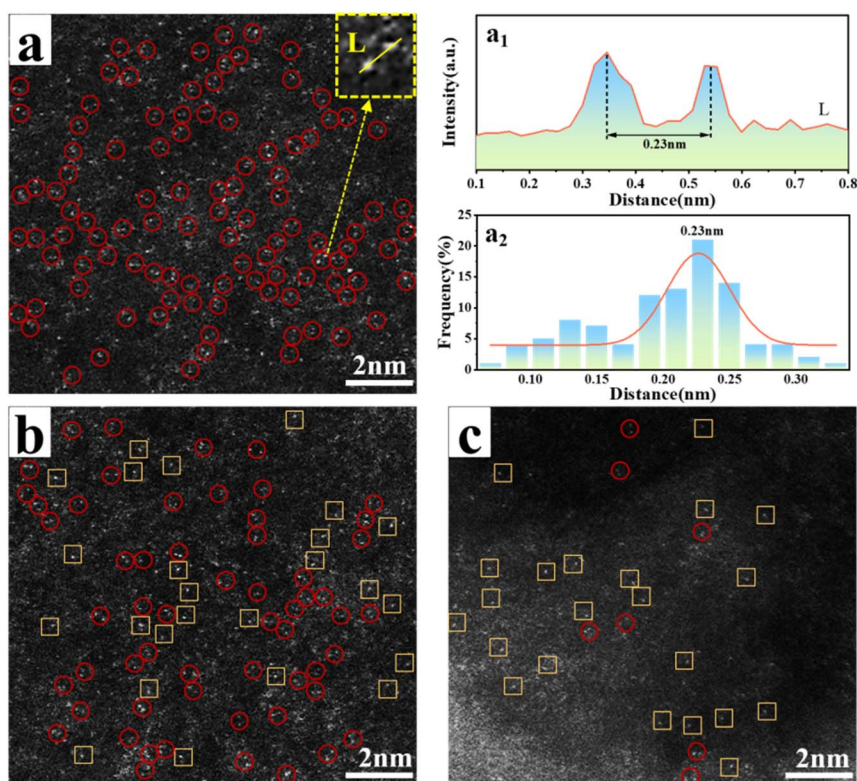 a
L
2nm
a1
Intensity(a.u.)
L
0.23nm
0.1 0.2 0.3 0.4 0.5 0.6 0.7 0.8
Distance(nm)
a2
0.23nm
Frequency(%)
25
20
15
10
5
0
0.10 0.15 0.20 0.25 0.30
Distance(nm)
b
2nm
c
2nm